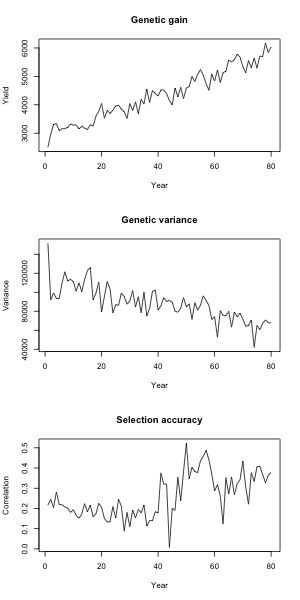 Genetic gain
6000
5000
4000
3000
Yield
0 20 40 60 80
Year
Genetic variance
120000
80000
40000
Variance
0 20 40 60 80
Year
Selection accuracy
0.5
0.4
0.3
0.2
0.1
0.0
Correlation
0 20 40 60 80
Year